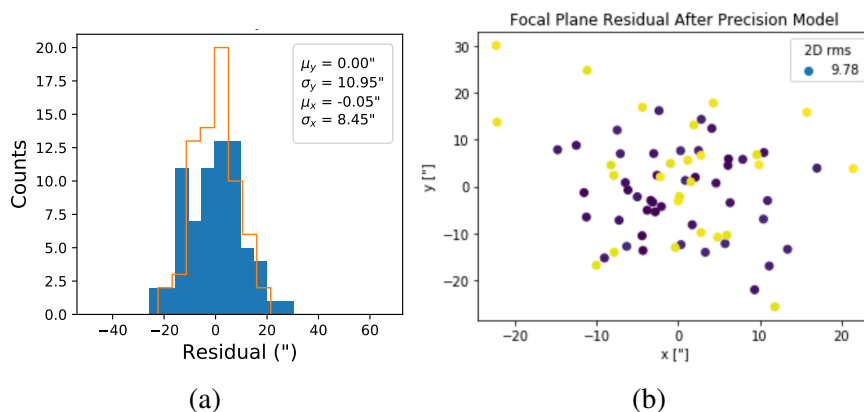 20.0
17.5
15.0
12.5
10.0
7.5
5.0
2.5
0.0
Counts
μy = 0.00"
σy = 10.95"
μx = -0.05"
σx = 8.45"
−40 −20 0 20 40 60
Residual (")
(a)
Focal Plane Residual After Precision Model
30
20
10
0
−10
−20
y ["]
2D rms
9.78
−20 −10 0 10 20
x ["]
(b)